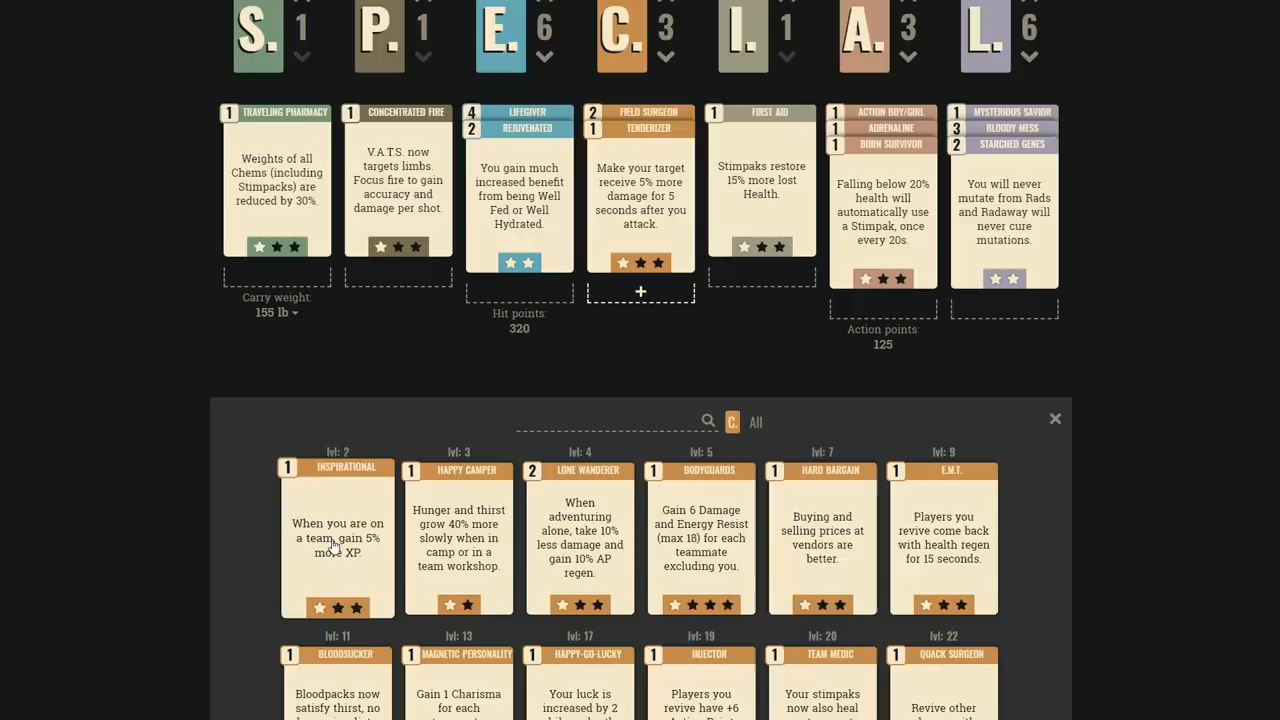 S. 1
P. 1
E. 6
C. 3
I. 1
A. 3
L. 6
1 TRAVELING PHARMACY
Weights of all
Chems (including
Stimpacks) are
reduced by 30%.
Carry weight:
155 lb
1 CONCENTRATED FIRE
V.A.T.S. now
targets limbs.
Focus fire to gain
accuracy and
damage per shot.
4 LIFEGIVER
2 REJUVENATED
You gain much
increased benefit
from being Well
Fed or Well
Hydrated.
Hit points:
320
2 FIELD SURGEON
1 TENDERIZER
Make your target
receive 5% more
damage for 5
seconds after you
attack.
+
1 FIRST AID
Stimpaks restore
15% more lost
Health.
1 ACTION BOY/GIRL
1 ADRENALINE
1 BORN SURVIVOR
Falling below 20%
health will
automatically use
a Stimpak, once
every 20s.
Action points:
125
1 MYSTERIOUS SAVIOR
3 BLOODY MESS
2 STARCHED GENES
You will never
mutate from Rads
and Radaway will
never cure
mutations.
C. All
lvl: 2
1 INSPIRATIONAL
When you are on
a team, gain 5%
more XP.
lvl: 3
1 HAPPY CAMPER
Hunger and thirst
grow 40% more
slowly when in
camp or in a
team workshop.
lvl: 4
2 LONE WANDERER
When
adventuring
alone, take 10%
less damage and
gain 10% AP
regen.
lvl: 5
1 BODYGUARDS
Gain 6 Damage
and Energy Resist
(max 18) for each
teammate
excluding you.
lvl: 7
1 HARD BARGAIN
Buying and
selling prices at
vendors are
better.
lvl: 9
1 E.M.T.
Players you
revive come back
with health regen
for 15 seconds.
lvl: 11
1 BLOODSUCKER
Bloodpacks now
satisfy thirst, no
lvl: 13
1 MAGNETIC PERSONALITY
Gain 1 Charisma
for each
lvl: 17
1 HAPPY-GO-LUCKY
Your luck is
increased by 2
lvl: 19
1 INJECTOR
Players you
revive have +6
lvl: 20
1 TEAM MEDIC
Your stimpaks
now also heal
lvl: 22
1 QUACK SURGEON
Revive other